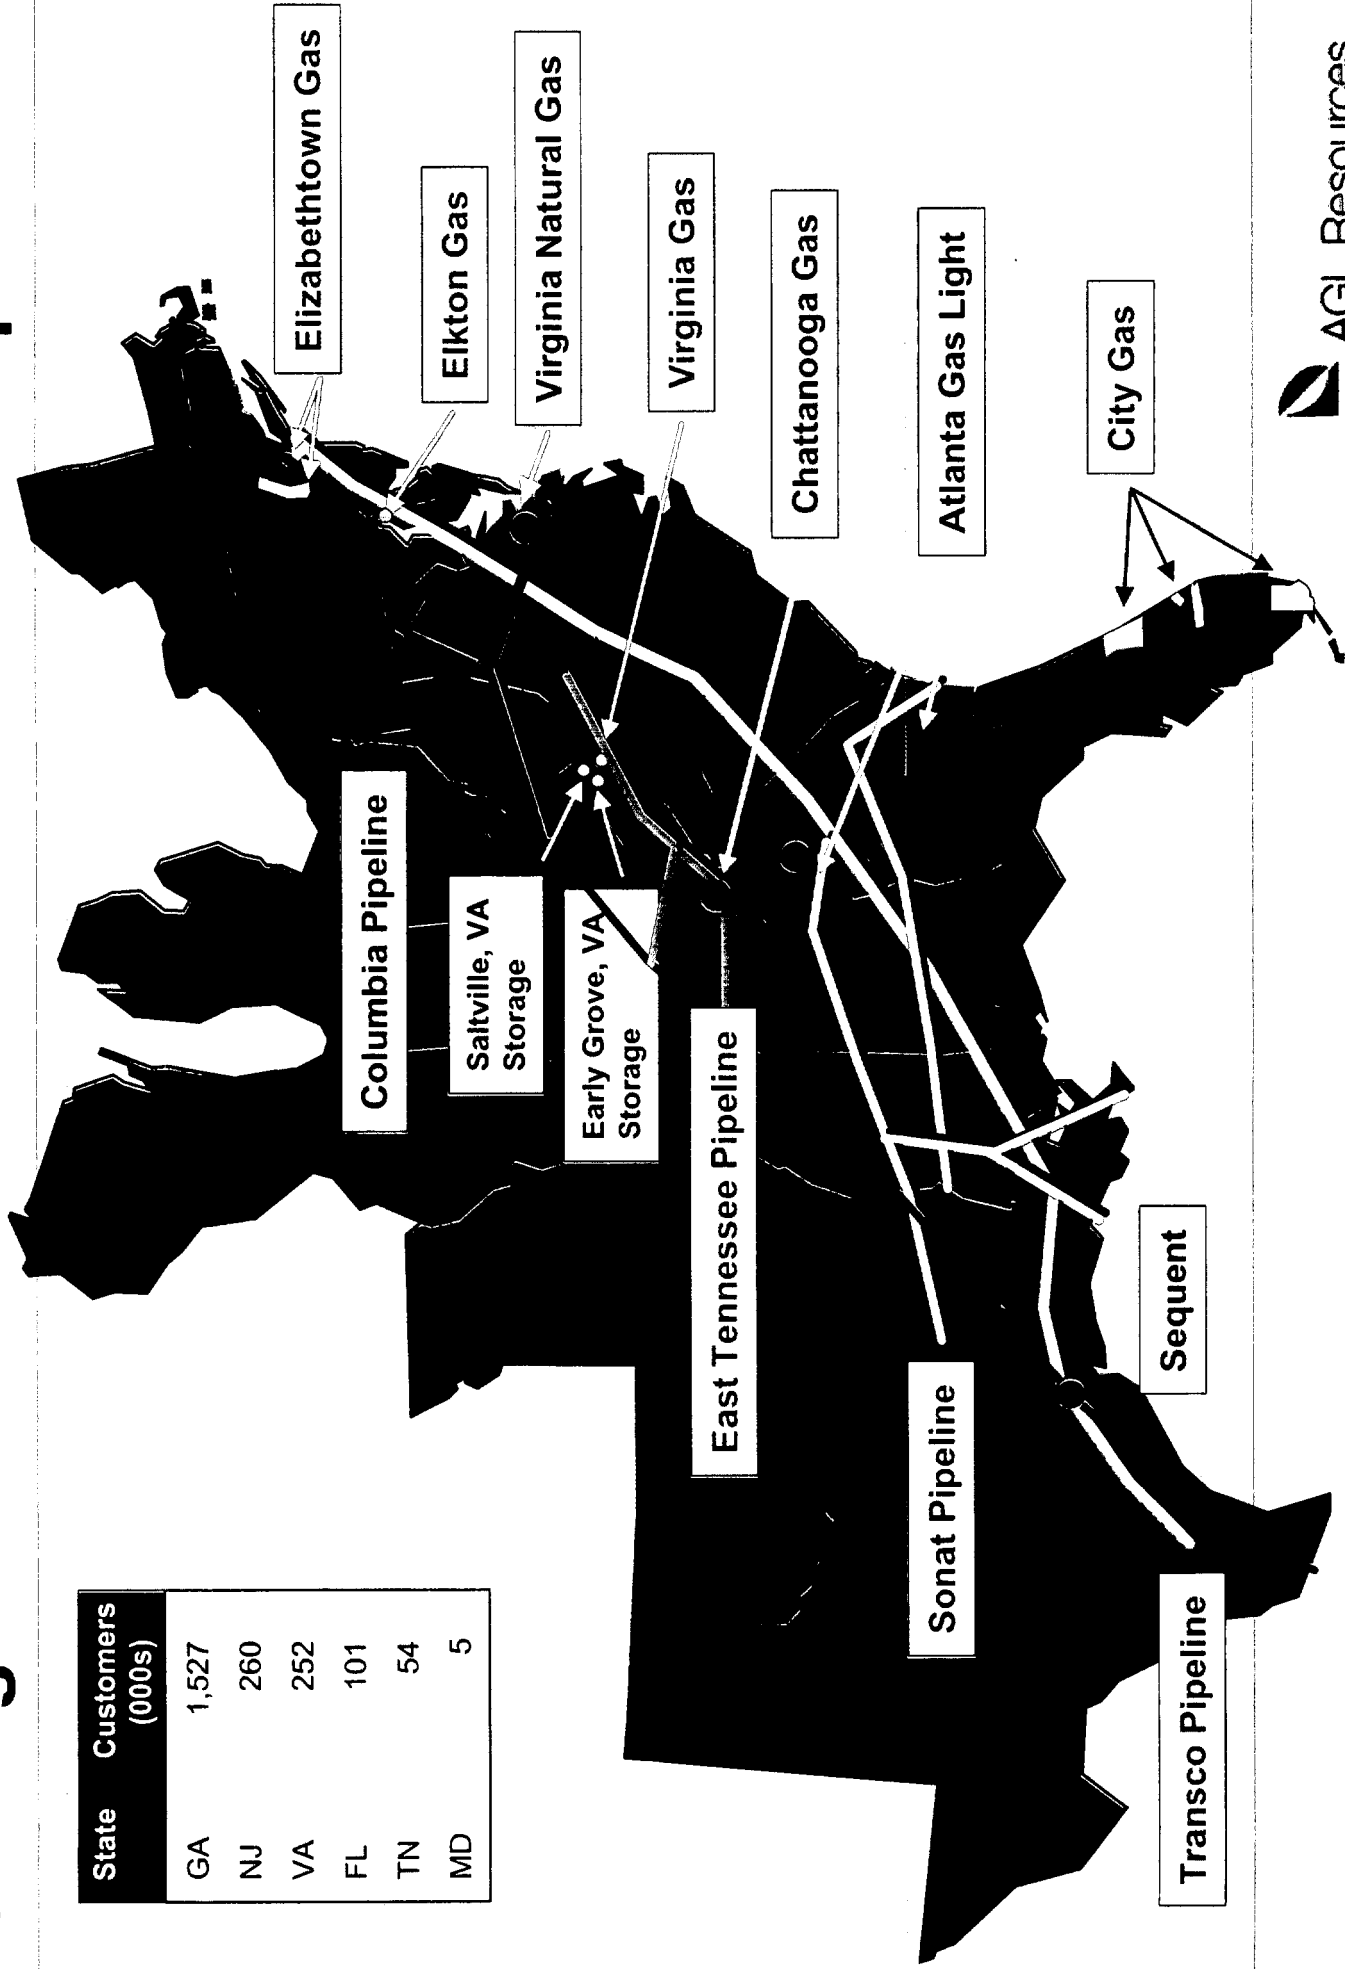 State Customers
(000s)
GA 1,527
NJ 260
VA 252
FL 101
TN 54
MD 5
Columbia Pipeline
Saltville, VA
Storage
Early Grove, VA
Storage
East Tennessee Pipeline
Sonat Pipeline
Transco Pipeline
Sequent
Elizabethtown Gas
Elkton Gas
Virginia Natural Gas
Virginia Gas
Chattanooga Gas
Atlanta Gas Light
City Gas
AGL Resources